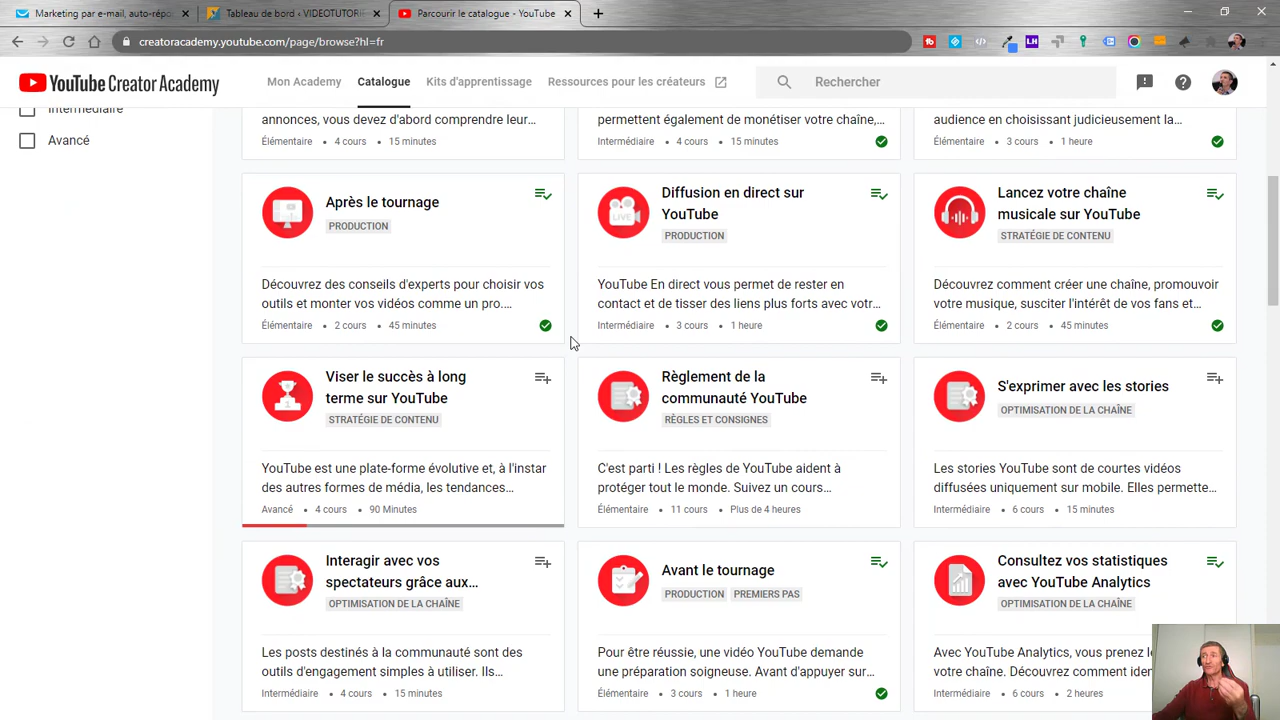 Marketing par e-mail, auto-répo
Tableau de bord ‹ VIDEOTUTORIE
Parcourir le catalogue - YouTube
creatoracademy.youtube.com/page/browse?hl=fr
YouTube Creator Academy
Mon Academy
Catalogue
Kits d'apprentissage
Ressources pour les créateurs
Rechercher
Intermédiaire
Avancé
annonces, vous devez d'abord comprendre leur...
Élémentaire • 4 cours • 15 minutes
permettent également de monétiser votre chaîne,...
Intermédiaire • 4 cours • 15 minutes
audience en choisissant judicieusement la...
Élémentaire • 3 cours • 1 heure
Après le tournage
PRODUCTION
Découvrez des conseils d'experts pour choisir vos
outils et monter vos vidéos comme un pro....
Élémentaire • 2 cours • 45 minutes
Diffusion en direct sur
YouTube
LIVE
PRODUCTION
YouTube En direct vous permet de rester en
contact et de tisser des liens plus forts avec votr...
Intermédiaire • 3 cours • 1 heure
Lancez votre chaîne
musicale sur YouTube
STRATÉGIE DE CONTENU
Découvrez comment créer une chaîne, promouvoir
votre musique, susciter l'intérêt de vos fans et...
Élémentaire • 2 cours • 45 minutes
Viser le succès à long
terme sur YouTube
STRATÉGIE DE CONTENU
YouTube est une plate-forme évolutive et, à l'instar
des autres formes de média, les tendances...
Avancé • 4 cours • 90 Minutes
Règlement de la
communauté YouTube
RÈGLES ET CONSIGNES
C'est parti ! Les règles de YouTube aident à
protéger tout le monde. Suivez un cours...
Élémentaire • 11 cours • Plus de 4 heures
S'exprimer avec les stories
OPTIMISATION DE LA CHAÎNE
Les stories YouTube sont de courtes vidéos
diffusées uniquement sur mobile. Elles permette...
Intermédiaire • 6 cours • 15 minutes
Interagir avec vos
spectateurs grâce aux...
OPTIMISATION DE LA CHAÎNE
Les posts destinés à la communauté sont des
outils d'engagement simples à utiliser. Ils...
Intermédiaire • 4 cours • 15 minutes
Avant le tournage
PRODUCTION PREMIERS PAS
Pour être réussie, une vidéo YouTube demande
une préparation soigneuse. Avant d'appuyer sur...
Élémentaire • 3 cours • 1 heure
Consultez vos statistiques
avec YouTube Analytics
OPTIMISATION DE LA CHAÎNE
Avec YouTube Analytics, vous prenez le
votre chaîne. Découvrez comment iden
Intermédiaire • 6 cours • 2 heures